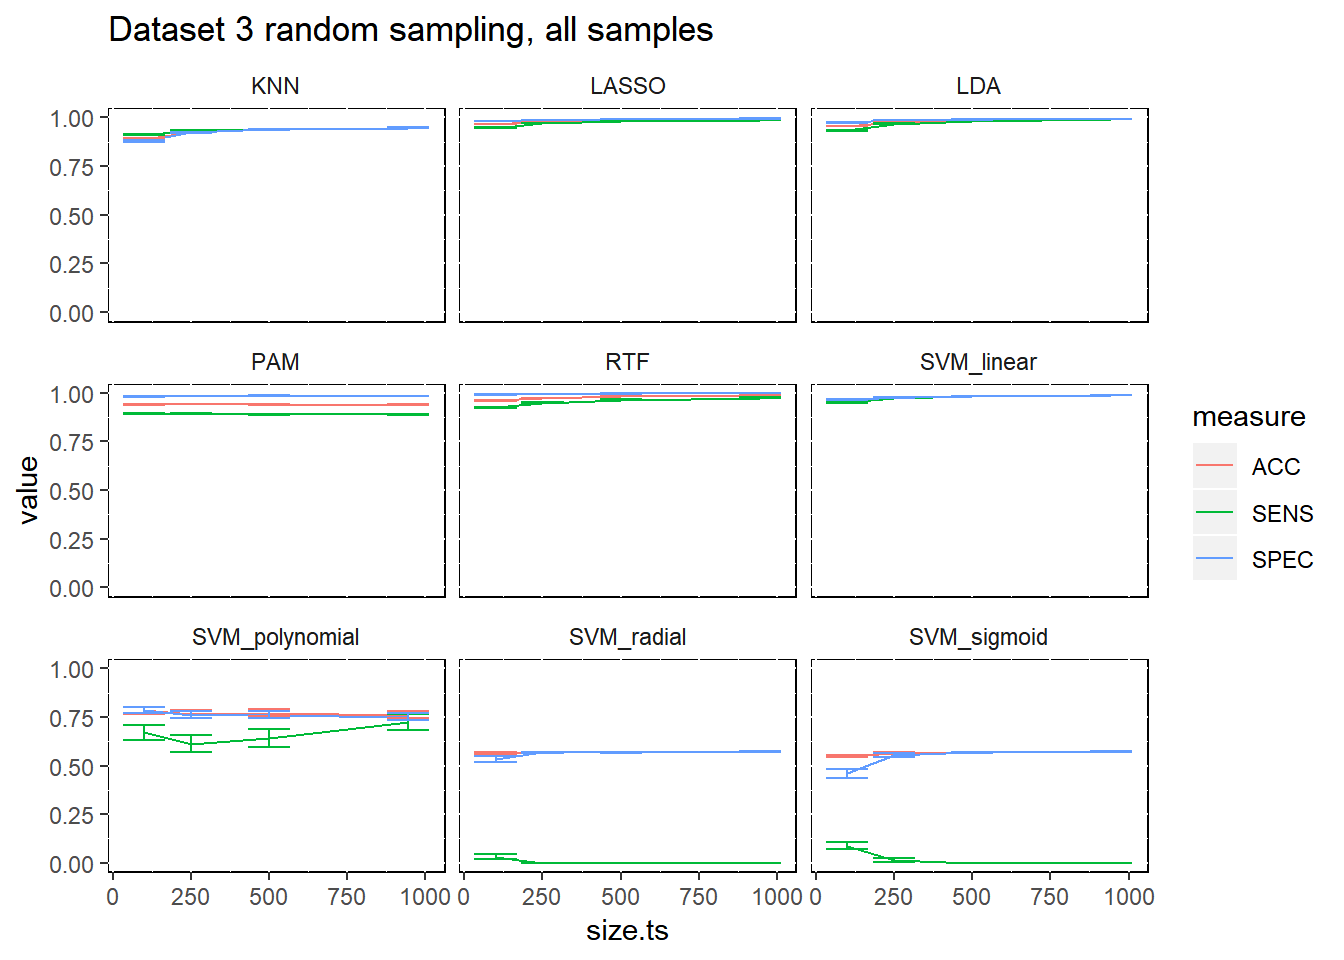 Dataset 3 random sampling, all samples
KNN
LASSO
LDA
1.00
0.75
0.50
0.25
0.00
PAM
RTF
SVM_linear
1.00
0.75
0.50
0.25
0.00
SVM_polynomial
SVM_radial
SVM_sigmoid
1.00
0.75
0.50
0.25
0.00
0 250 500 750 1000
0 250 500 750 1000
0 250 500 750 1000
size.ts
value
measure
ACC
SENS
SPEC